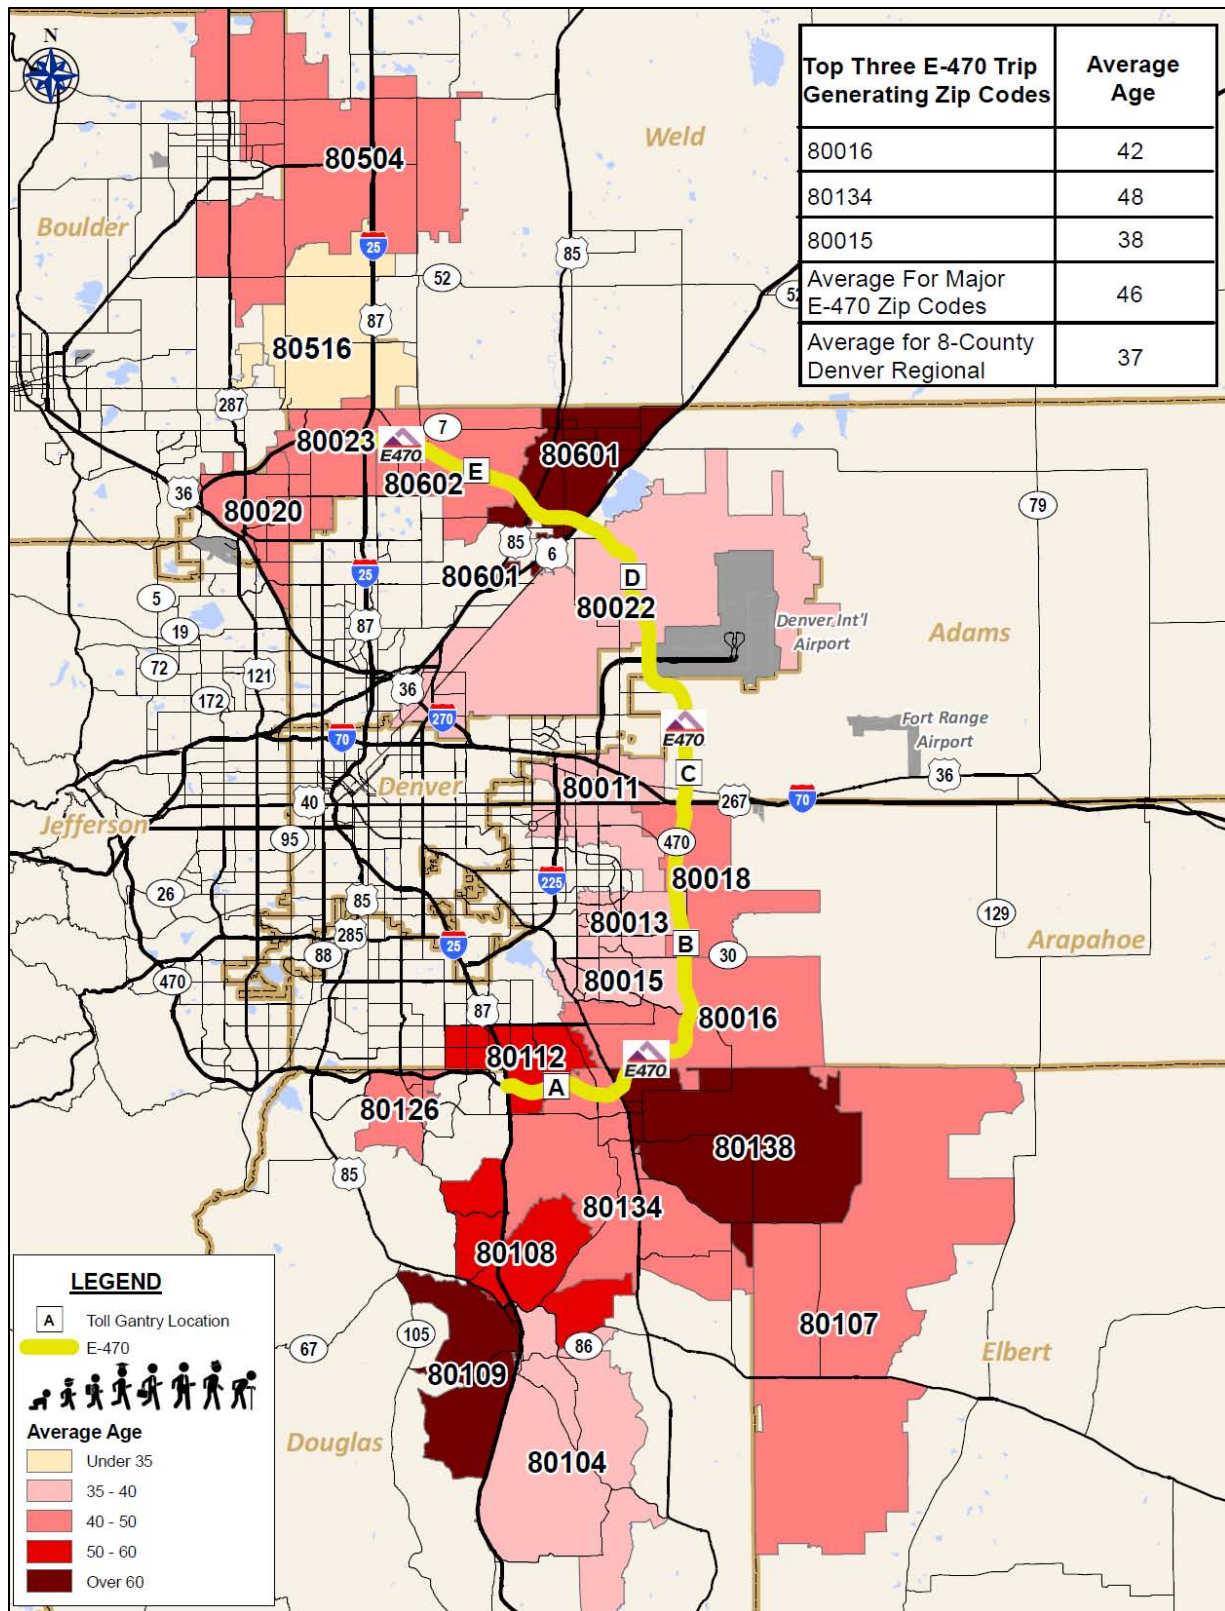 N
Top Three E-470 Trip
Generating Zip Codes
Average
Age
80016
42
80134
48
80015
38
Average For Major
E-470 Zip Codes
46
Average for 8-County
Denver Regional
37
Weld
80504
Boulder
25
85
52
52
87
80516
287
7
80023
E470
80601
E
80602
36
80020
79
85
6
D
25
80601
5
80022
Denver Int'l
Airport
Adams
87
19
72
121
36
172
270
E470
Fort Range
Airport
70
C
36
80011
Denver
40
267
70
Jefferson
95
470
225
80018
26
85
80013
129
285
B
25
88
30
Arapahoe
470
80015
87
80016
80112
E470
A
80126
80138
85
80134
80108
LEGEND
A
Toll Gantry Location
E-470
105
67
86
80107
Elbert
80109
Average Age
Douglas
Under 35
80104
35 - 40
40 - 50
50 - 60
Over 60